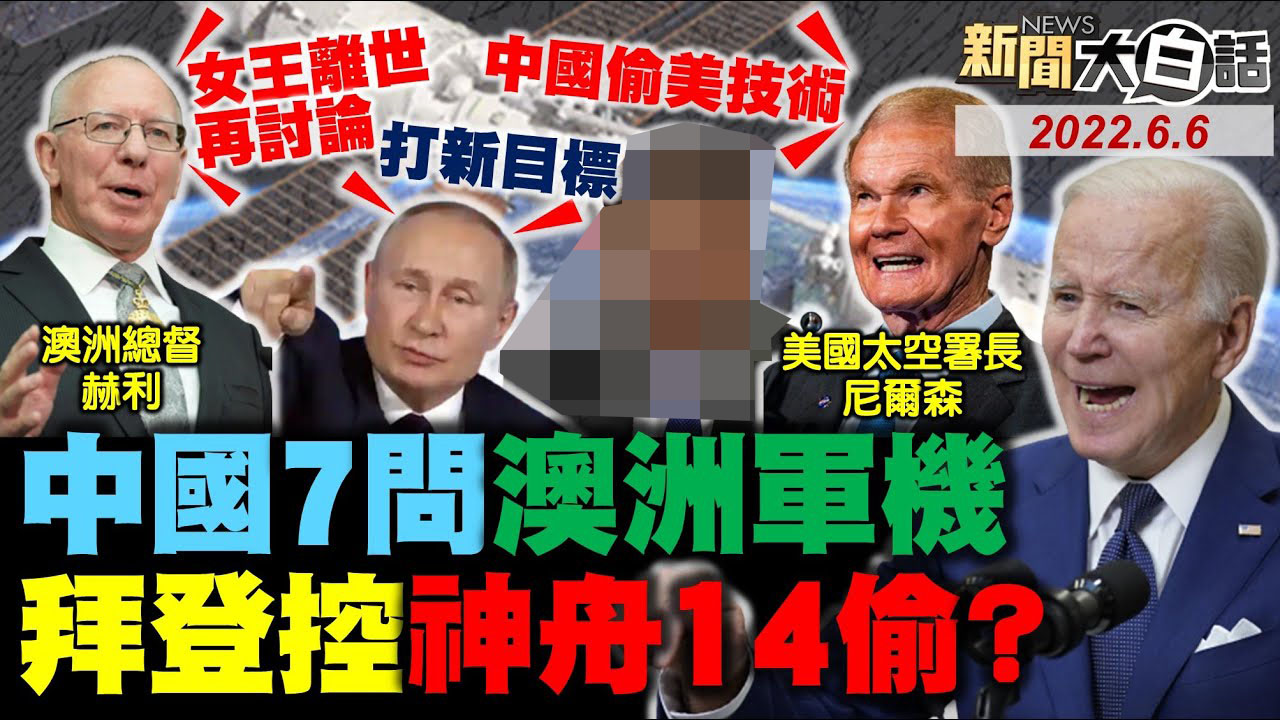 NEWS
新聞大白話
2022.6.6
女王離世
再討論
打新目標
中國偷美技術
澳洲總督
赫利
美國太空署長
尼爾森
中國7問澳洲軍機
拜登控神舟14偷?